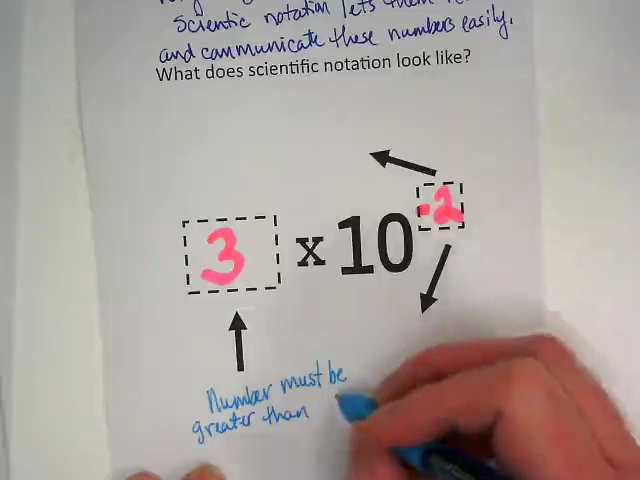 Scientic notation lets them
and communicate these numbers easily.
What does scientific notation look like?
3 x 10 -2
Number must be
greater than